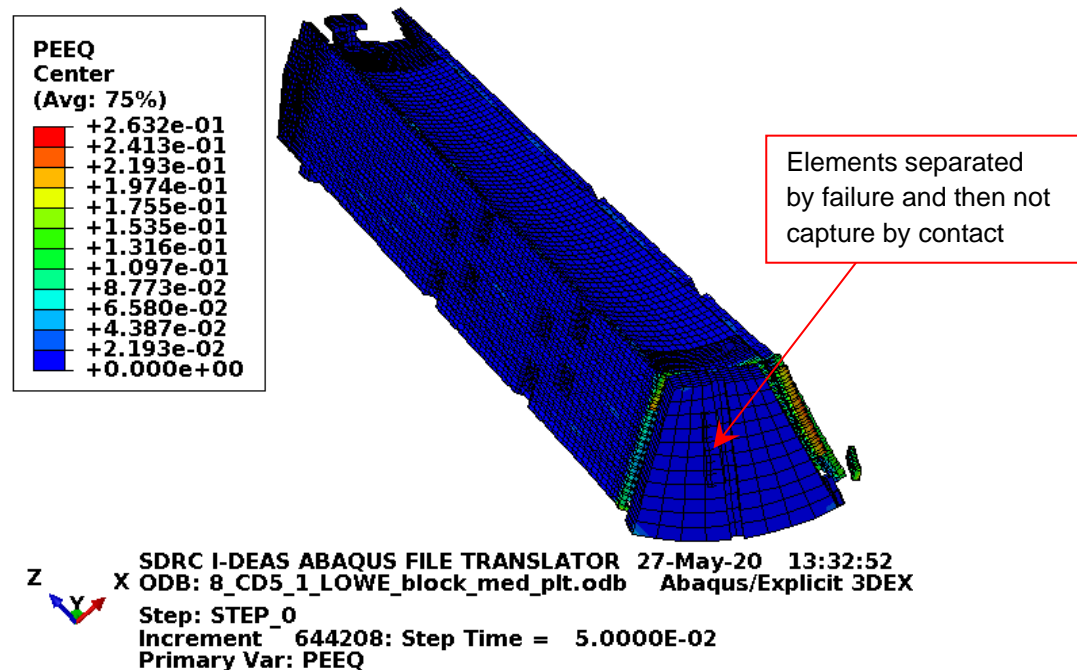 PEEQ
Center
(Avg: 75%)
+2.632e-01
+2.413e-01
+2.193e-01
+1.974e-01
+1.755e-01
+1.535e-01
+1.316e-01
+1.097e-01
+8.773e-02
+6.580e-02
+4.387e-02
+2.193e-02
+0.000e+00
Elements separated
by failure and then not
capture by contact
SDRC I-DEAS ABAQUS FILE TRANSLATOR 27-May-20 13:32:52
Z Y X ODB: 8_CD5_1_LOWE_block_med_plt.odb Abaqus/Explicit 3DEX
Step: STEP_0
Increment 644208: Step Time = 5.0000E-02
Primary Var: PEEQ